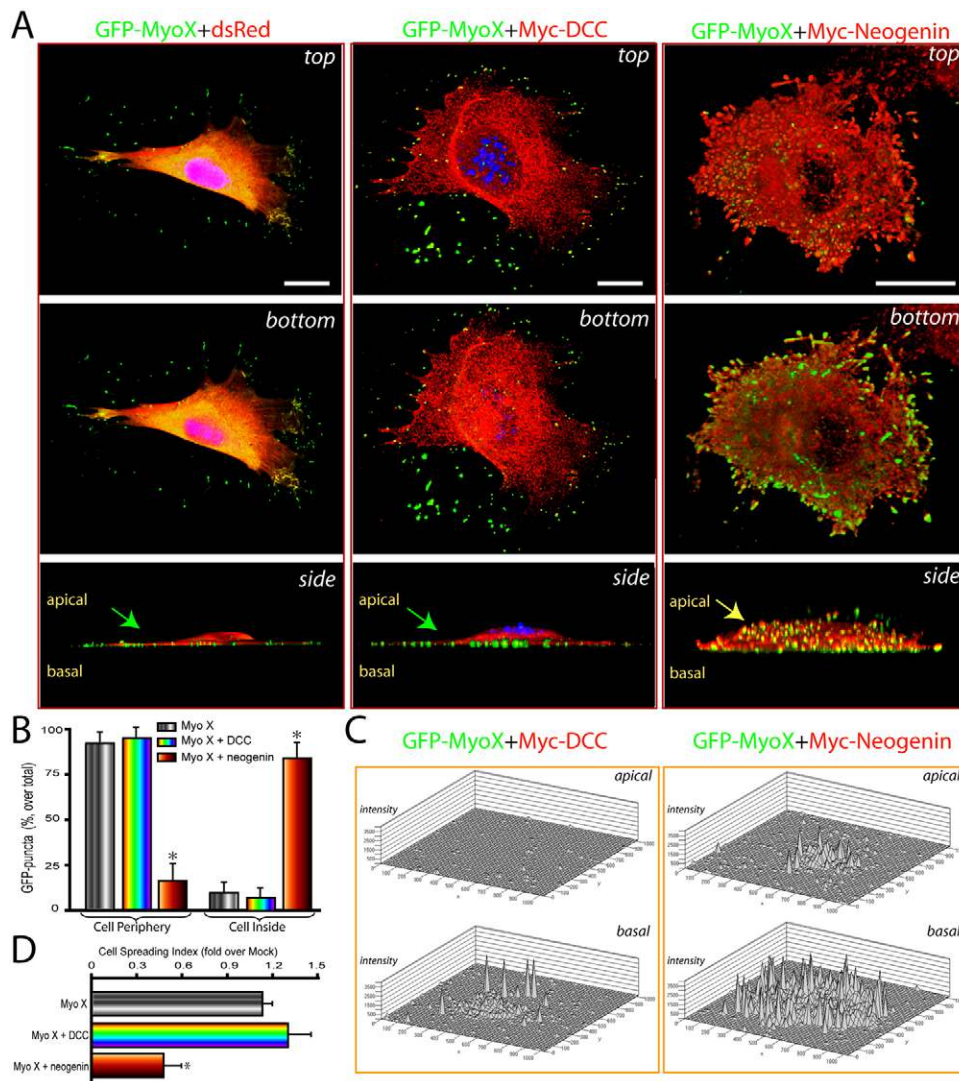 A
GFP-MyoX+dsRed
GFP-MyoX+Myc-DCC
GFP-MyoX+Myc-Neogenin
top
top
top
bottom
bottom
bottom
side
side
side
apical
apical
apical
basal
basal
basal
B
Myo X
Myo X + DCC
Myo X + neogenin
GFP-puncta (%, over total)
100
75
50
25
0
*
*
Cell Periphery
Cell Inside
C
GFP-MyoX+Myc-DCC
GFP-MyoX+Myc-Neogenin
apical
apical
intensity
intensity
x
y
x
y
basal
basal
intensity
intensity
x
y
x
y
D
Cell Spreading Index (fold over Mock)
0 0.3 0.6 0.9 1.2 1.5
Myo X
Myo X + DCC
Myo X + neogenin
*